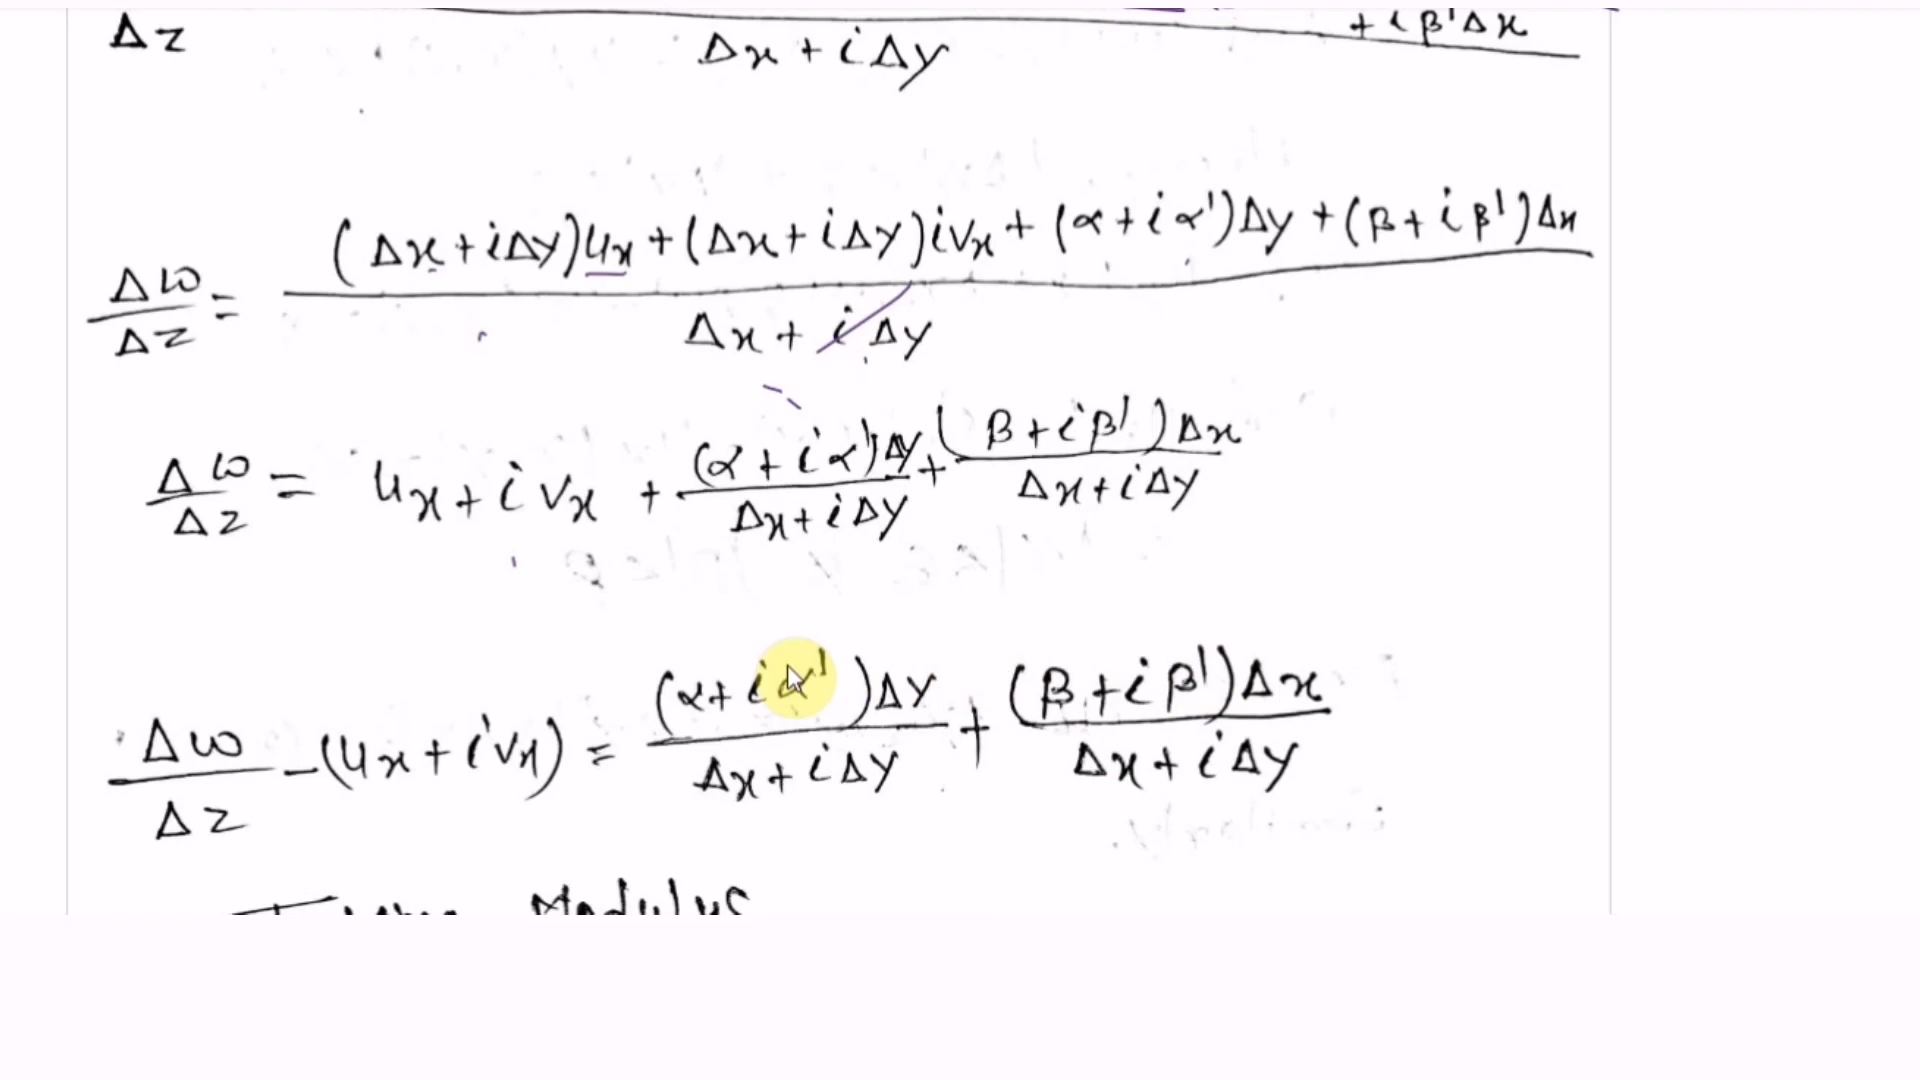 + i β'Δx
Δz Δx + iΔy
Δw/Δz = ((Δx + iΔy)ux + (Δx + iΔy)ivx + (α + iα')Δy + (β + iβ')Δx)/(Δx + iΔy)
Δw/Δz = ux + ivx + (α + iα')Δy/(Δx + iΔy) + (β + iβ')Δx/(Δx + iΔy)
Δw/Δz - (ux + ivx) = (α + iα')Δy/(Δx + iΔy) + (β + iβ')Δx/(Δx + iΔy)
Modulus